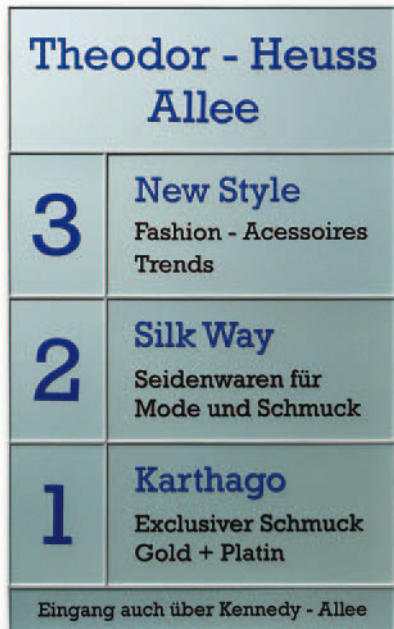 Theodor - Heuss
Allee
3
New Style
Fashion - Acessoires
Trends
2
Silk Way
Seidenwaren für
Mode und Schmuck
1
Karthago
Exclusiver Schmuck
Gold + Platin
Eingang auch über Kennedy - Allee